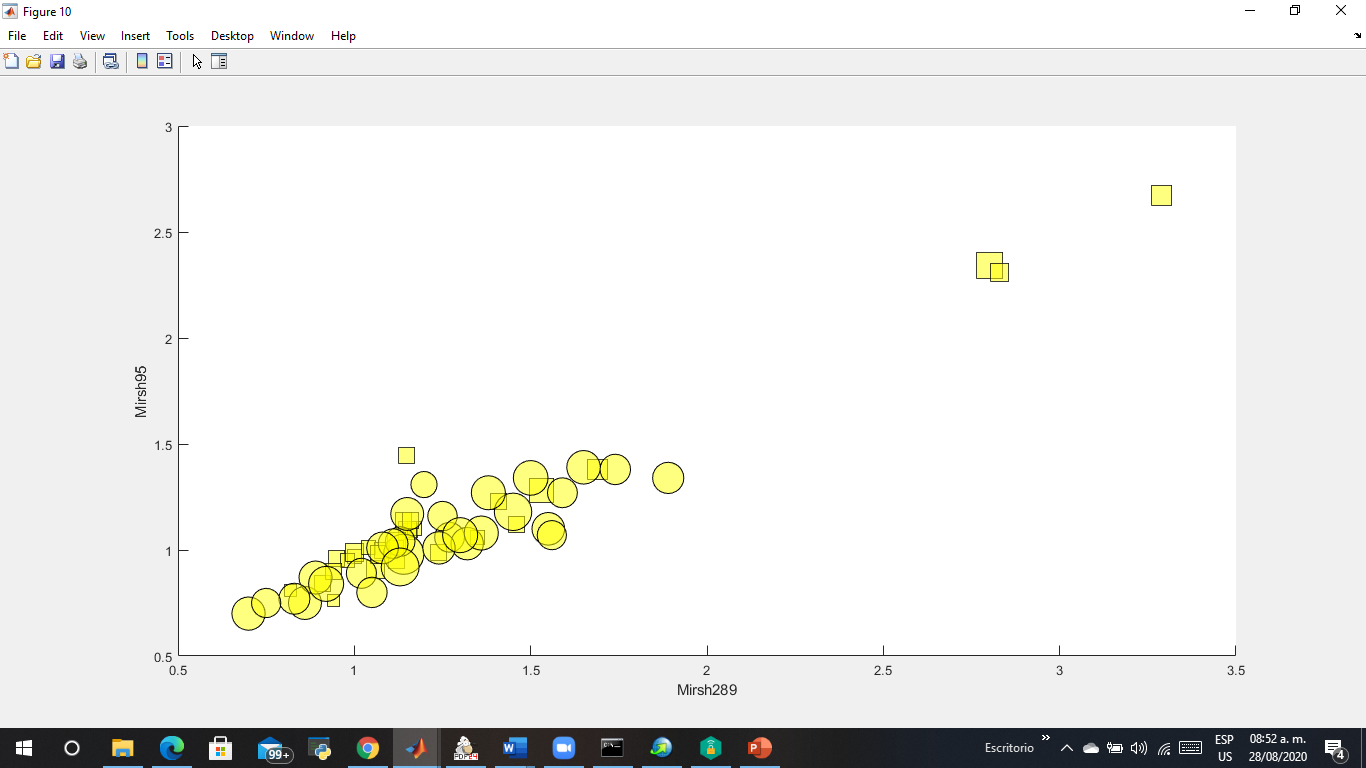 Figure 10
File Edit View Insert Tools Desktop Window Help
3
2.5
2
1.5
1
0.5
Mirsh95
0.5 1 1.5 2 2.5 3 3.5
Mirsh289
99+
PDF24
Escritorio
ESP
US
08:52 a. m.
28/08/2020
4